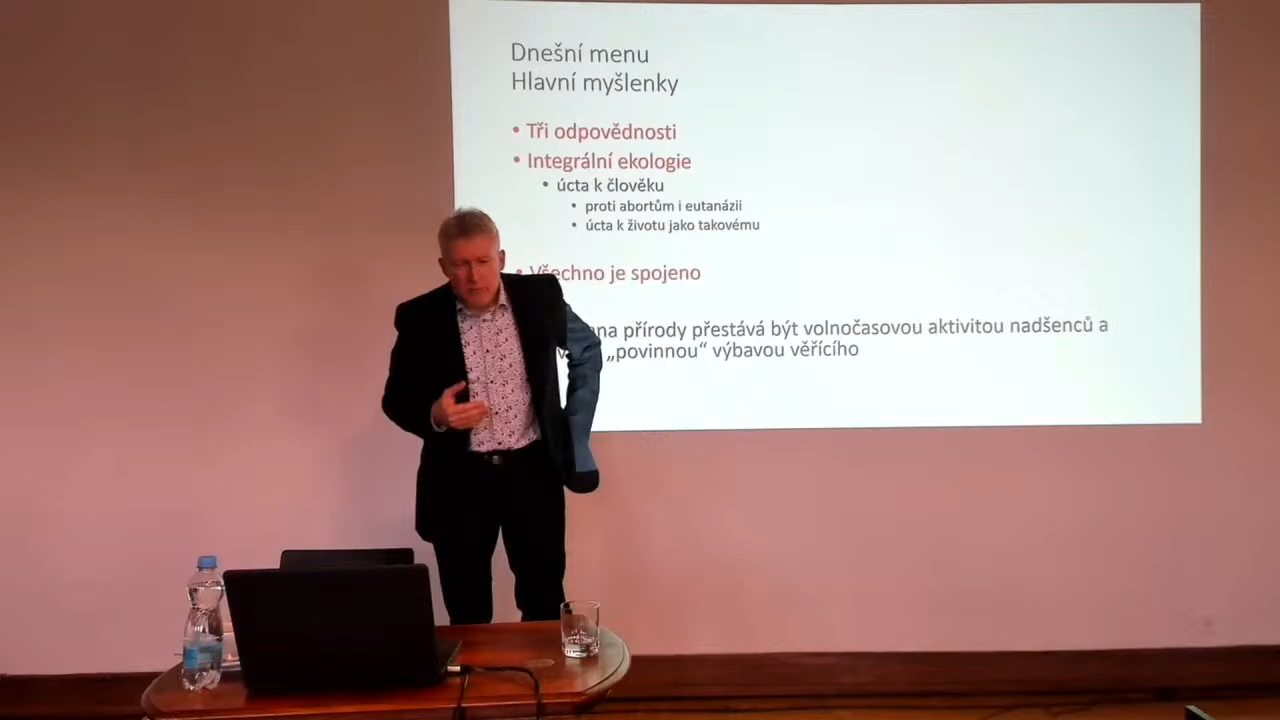 Dnešní menu
Hlavní myšlenky
• Tři odpovědnosti
• Integrální ekologie
• úcta k člověku
• proti abortům i eutanázii
• úcta k životu jako takovému
• Všechno je spojeno
přírody přestává být volnočasovou aktivitou nadšenců a
„povinnou“ výbavou věřícího